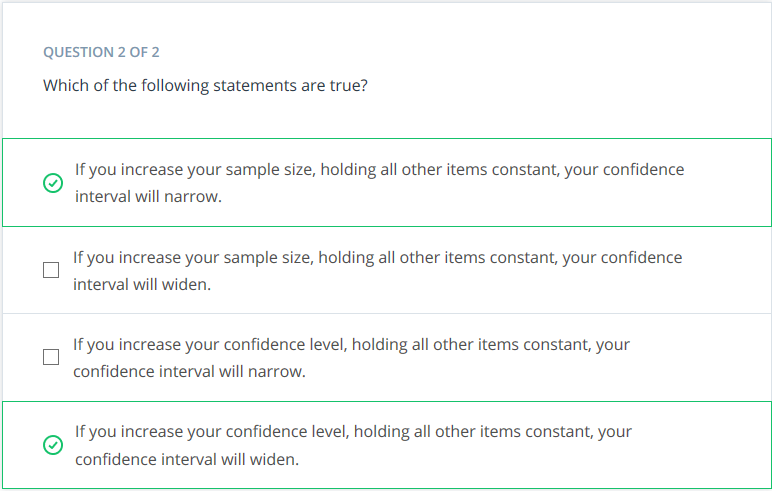 QUESTION 2 OF 2
Which of the following statements are true?
If you increase your sample size, holding all other items constant, your confidence
interval will narrow.
If you increase your sample size, holding all other items constant, your confidence
interval will widen.
If you increase your confidence level, holding all other items constant, your
confidence interval will narrow.
If you increase your confidence level, holding all other items constant, your
confidence interval will widen.